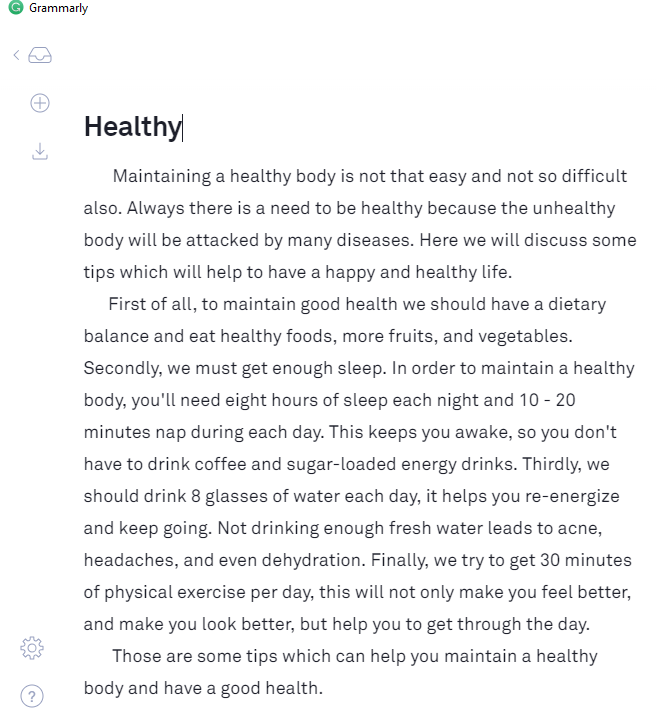 Grammarly
Healthy
Maintaining a healthy body is not that easy and not so difficult
also. Always there is a need to be healthy because the unhealthy
body will be attacked by many diseases. Here we will discuss some
tips which will help to have a happy and healthy life.
First of all, to maintain good health we should have a dietary
balance and eat healthy foods, more fruits, and vegetables.
Secondly, we must get enough sleep. In order to maintain a healthy
body, you'll need eight hours of sleep each night and 10 - 20
minutes nap during each day. This keeps you awake, so you don't
have to drink coffee and sugar-loaded energy drinks. Thirdly, we
should drink 8 glasses of water each day, it helps you re-energize
and keep going. Not drinking enough fresh water leads to acne,
headaches, and even dehydration. Finally, we try to get 30 minutes
of physical exercise per day, this will not only make you feel better,
and make you look better, but help you to get through the day.
Those are some tips which can help you maintain a healthy
body and have a good health.